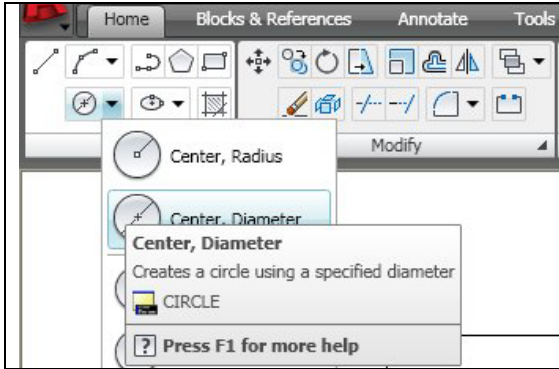 Home Blocks & References Annotate Tools
Modify
Center, Radius
Center, Diameter
Center, Diameter
Creates a circle using a specified diameter
CIRCLE
? Press F1 for more help